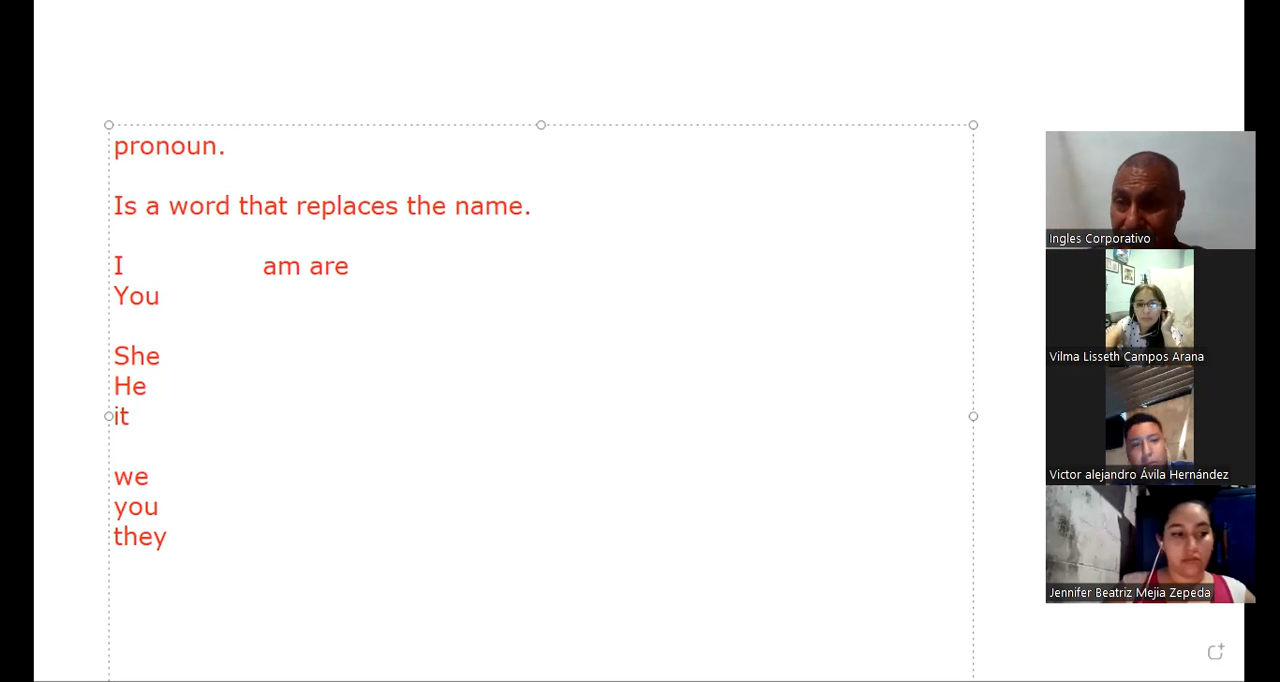 pronoun.
Is a word that replaces the name.
I am are
You
She
He
it
we
you
they
Ingles Corporativo
Vilma Lisseth Campos Arana
Victor alejandro Ávila Hernández
Jennifer Beatriz Mejia Zepeda